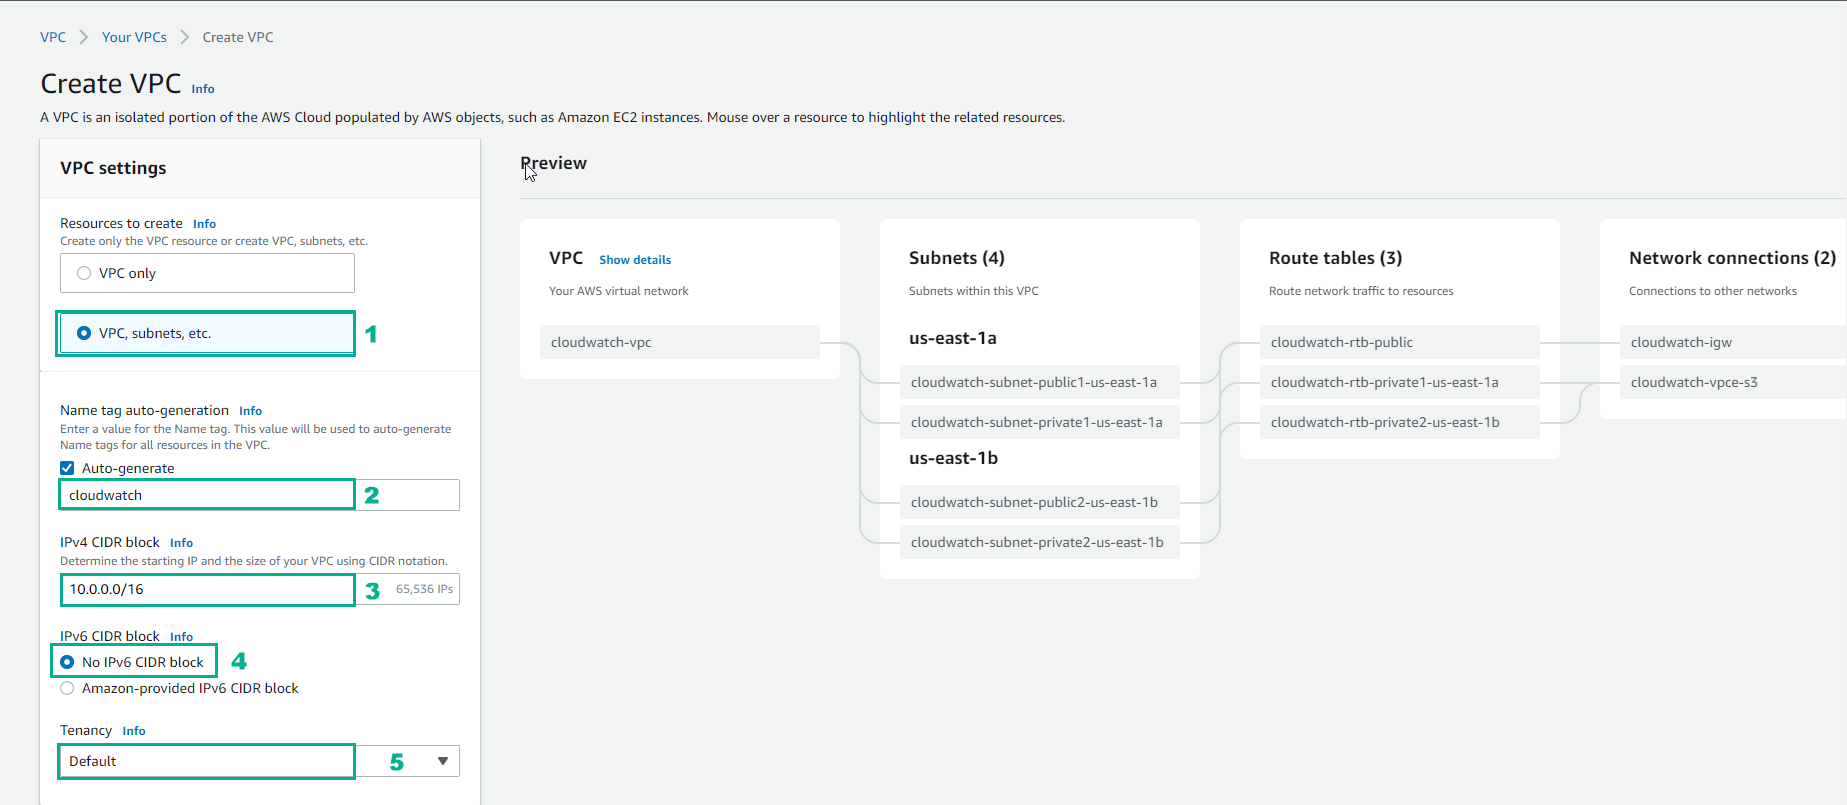 VPC > Your VPCs > Create VPC
Create VPC Info
A VPC is an isolated portion of the AWS Cloud populated by AWS objects, such as Amazon EC2 instances. Mouse over a resource to highlight the related resources.
VPC settings
Resources to create Info
Create only the VPC resource or create VPC, subnets, etc.
VPC only
VPC, subnets, etc. 1
Name tag auto-generation Info
Enter a value for the Name tag. This value will be used to auto-generate
Name tags for all resources in the VPC.
Auto-generate
cloudwatch 2
IPv4 CIDR block Info
Determine the starting IP and the size of your VPC using CIDR notation.
10.0.0.0/16 3 65,536 IPs
IPv6 CIDR block Info
No IPv6 CIDR block 4
Amazon-provided IPv6 CIDR block
Tenancy Info
Default 5
Preview
VPC Show details
Your AWS virtual network
cloudwatch-vpc
Subnets (4)
Subnets within this VPC
us-east-1a
cloudwatch-subnet-public1-us-east-1a
cloudwatch-subnet-private1-us-east-1a
us-east-1b
cloudwatch-subnet-public2-us-east-1b
cloudwatch-subnet-private2-us-east-1b
Route tables (3)
Route network traffic to resources
cloudwatch-rtb-public
cloudwatch-rtb-private1-us-east-1a
cloudwatch-rtb-private2-us-east-1b
Network connections (2)
Connections to other networks
cloudwatch-igw
cloudwatch-vpce-s3